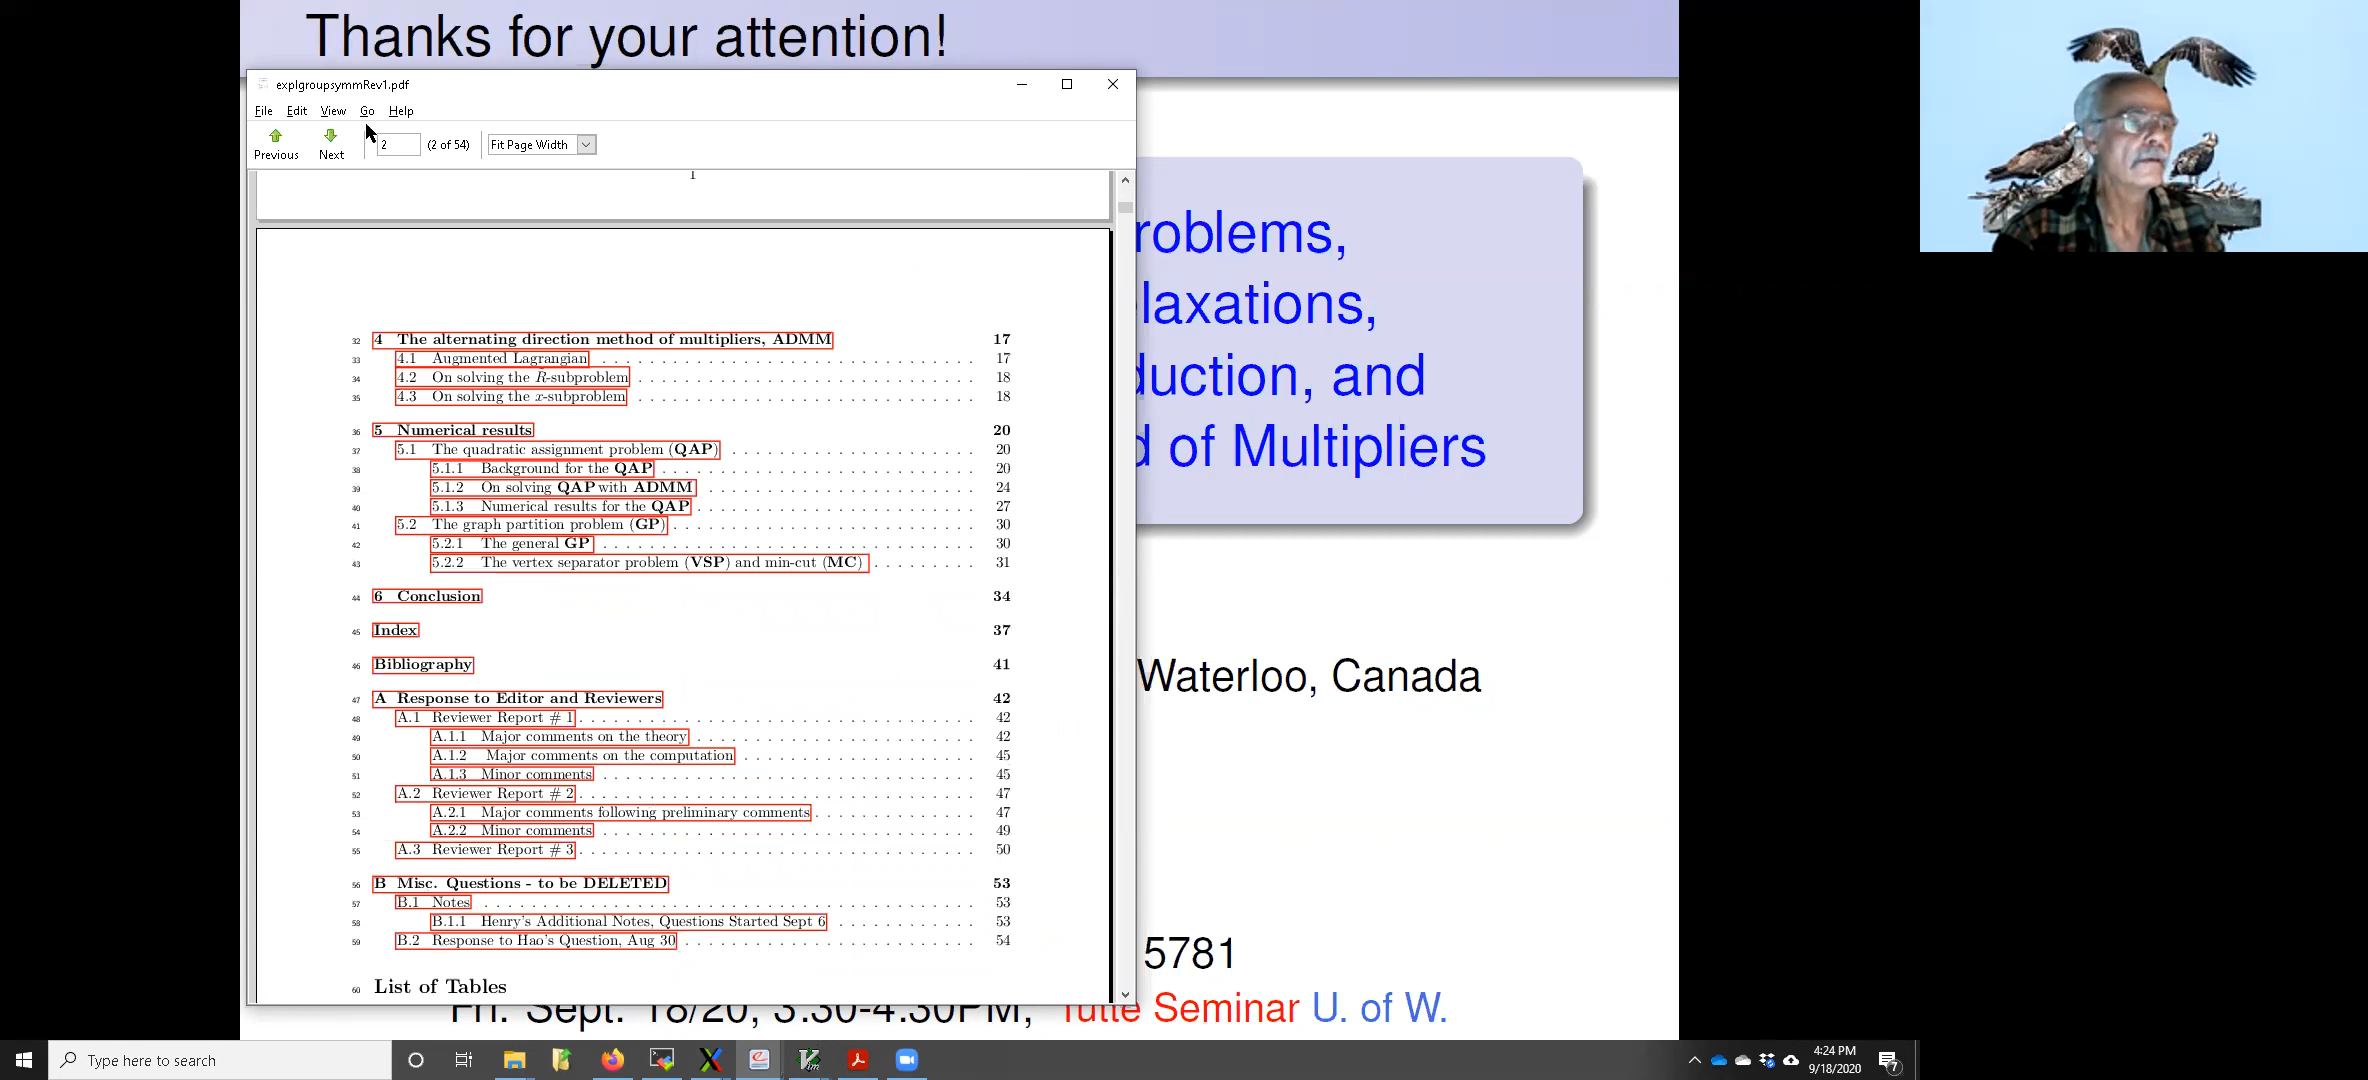 Thanks for your attention!
explgroupsymmRev1.pdf
File Edit View Go Help
Previous Next 2 (2 of 54) Fit Page Width
1
32 4 The alternating direction method of multipliers, ADMM 17
33 4.1 Augmented Lagrangian 17
34 4.2 On solving the R̃-subproblem 18
35 4.3 On solving the x-subproblem 18
36 5 Numerical results 20
37 5.1 The quadratic assignment problem (QAP) 20
38 5.1.1 Background for the QAP 20
39 5.1.2 On solving QAP with ADMM 24
40 5.1.3 Numerical results for the QAP 27
41 5.2 The graph partition problem (GP) 30
42 5.2.1 The general GP 30
43 5.2.2 The vertex separator problem (VSP) and min-cut (MC) 31
44 6 Conclusion 34
45 Index 37
46 Bibliography 41
47 A Response to Editor and Reviewers 42
48 A.1 Reviewer Report # 1 42
49 A.1.1 Major comments on the theory 42
50 A.1.2 Major comments on the computation 45
51 A.1.3 Minor comments 45
52 A.2 Reviewer Report # 2 47
53 A.2.1 Major comments following preliminary comments 47
54 A.2.2 Minor comments 49
55 A.3 Reviewer Report # 3 50
56 B Misc. Questions - to be DELETED 53
57 B.1 Notes 53
58 B.1.1 Henry's Additional Notes, Questions Started Sept 6 53
59 B.2 Response to Hao's Question, Aug 30 54
60 List of Tables
roblems,
laxations,
duction, and
d of Multipliers
Waterloo, Canada
5781
Fri. Sept. 18/20, 3:30-4:30PM, Tutte Seminar U. of W.
Type here to search
4:24 PM
9/18/2020
7